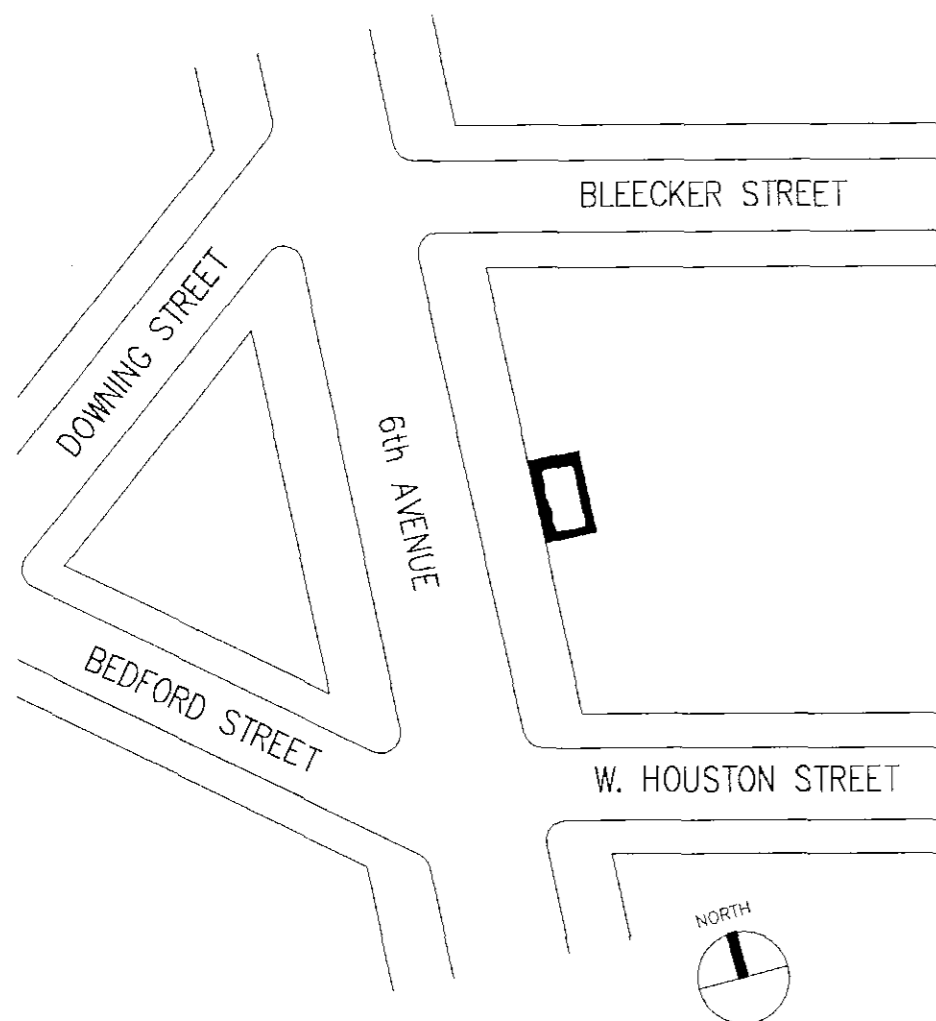 BLEECKER STREET
DOWNING STREET
6th AVENUE
BEDFORD STREET
W. HOUSTON STREET
NORTH